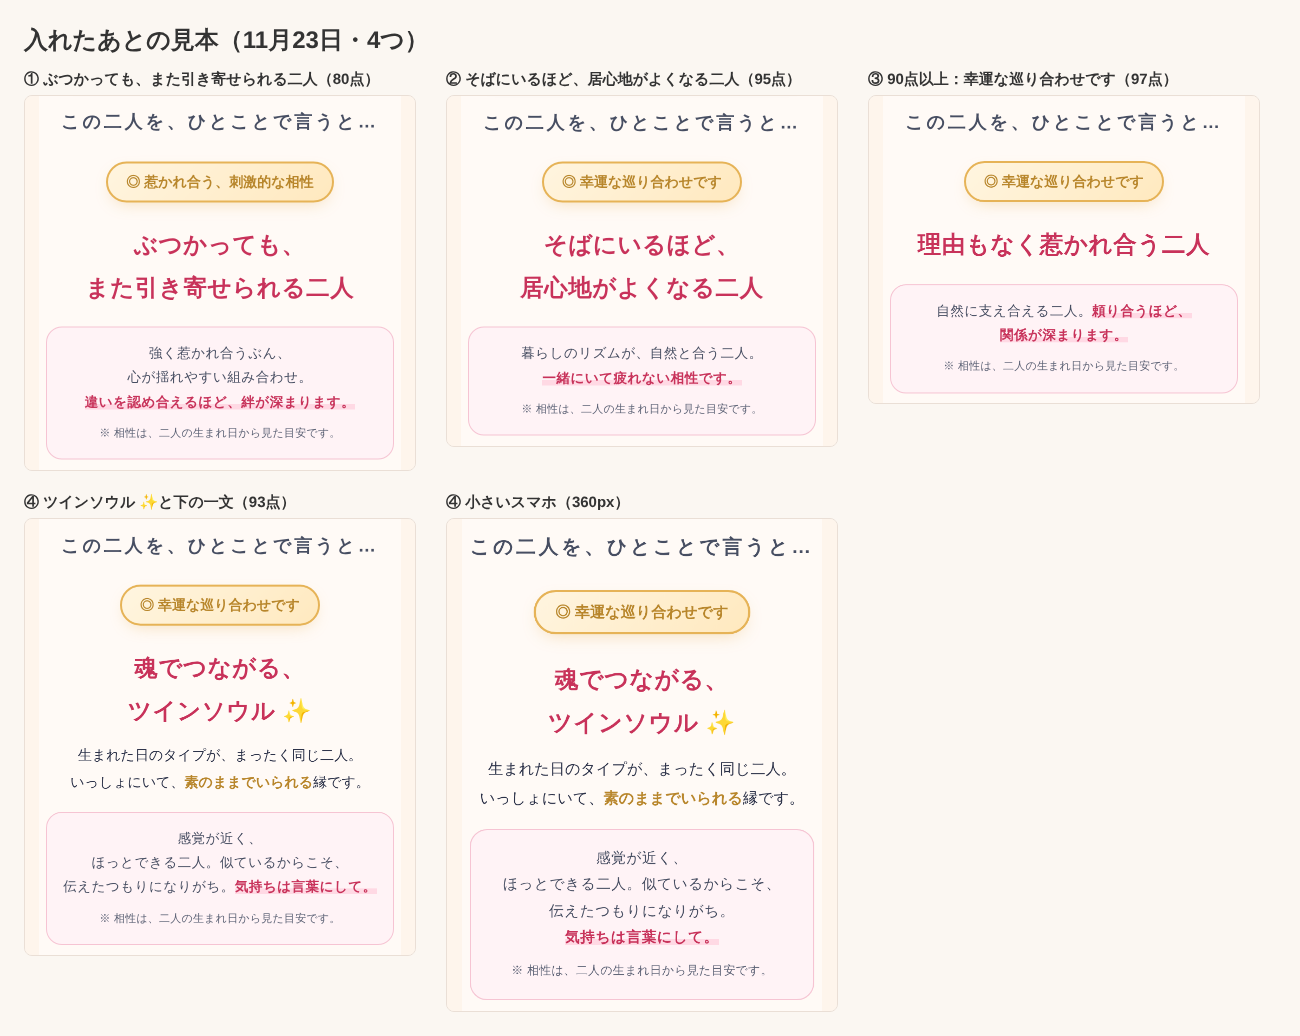 入れたあとの見本（11月23日・4つ）
① ぶつかっても、また引き寄せられる二人（80点）
この二人を、ひとことで言うと…
◎ 惹かれ合う、刺激的な相性
ぶつかっても、
また引き寄せられる二人
強く惹かれ合うぶん、
心が揺れやすい組み合わせ。
違いを認め合えるほど、絆が深まります。
※ 相性は、二人の生まれ日から見た目安です。
② そばにいるほど、居心地がよくなる二人（95点）
この二人を、ひとことで言うと…
◎ 幸運な巡り合わせです
そばにいるほど、
居心地がよくなる二人
暮らしのリズムが、自然と合う二人。
一緒にいて疲れない相性です。
※ 相性は、二人の生まれ日から見た目安です。
③ 90点以上：幸運な巡り合わせです（97点）
この二人を、ひとことで言うと…
◎ 幸運な巡り合わせです
理由もなく惹かれ合う二人
自然に支え合える二人。頼り合うほど、
関係が深まります。
※ 相性は、二人の生まれ日から見た目安です。
④ ツインソウル ✨と下の一文（93点）
この二人を、ひとことで言うと…
◎ 幸運な巡り合わせです
魂でつながる、
ツインソウル ✨
生まれた日のタイプが、まったく同じ二人。
いっしょにいて、素のままでいられる縁です。
感覚が近く、
ほっとできる二人。似ているからこそ、
伝えたつもりになりがち。気持ちは言葉にして。
※ 相性は、二人の生まれ日から見た目安です。
④ 小さいスマホ（360px）
この二人を、ひとことで言うと…
◎ 幸運な巡り合わせです
魂でつながる、
ツインソウル ✨
生まれた日のタイプが、まったく同じ二人。
いっしょにいて、素のままでいられる縁です。
感覚が近く、
ほっとできる二人。似ているからこそ、
伝えたつもりになりがち。
気持ちは言葉にして。
※ 相性は、二人の生まれ日から見た目安です。